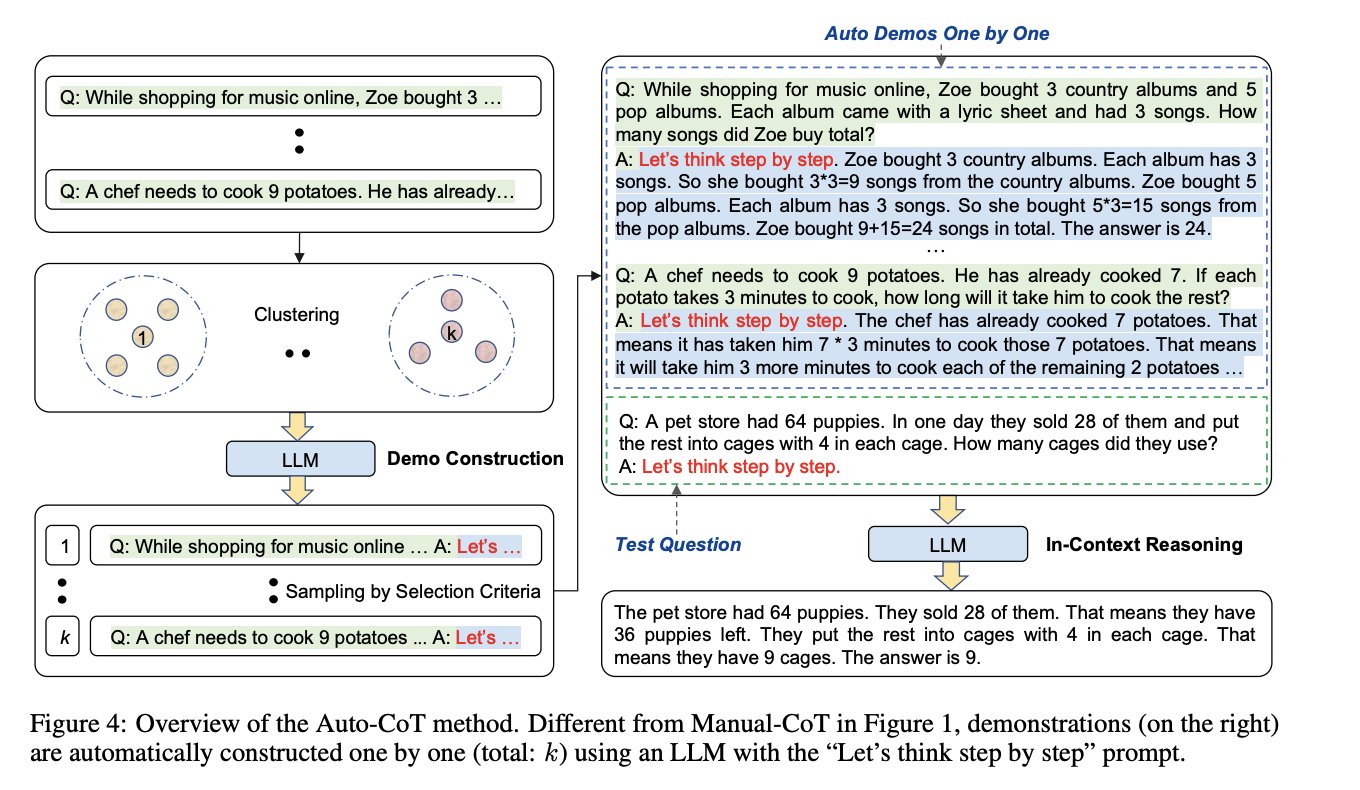 Q: While shopping for music online, Zoe bought 3 …
Q: A chef needs to cook 9 potatoes. He has already…
1
Clustering
k
LLM
Demo Construction
1
Q: While shopping for music online … A: Let’s …
Sampling by Selection Criteria
k
Q: A chef needs to cook 9 potatoes ... A: Let’s …
Auto Demos One by One
Q: While shopping for music online, Zoe bought 3 country albums and 5
pop albums. Each album came with a lyric sheet and had 3 songs. How
many songs did Zoe buy total?
A: Let’s think step by step. Zoe bought 3 country albums. Each album has 3
songs. So she bought 3*3=9 songs from the country albums. Zoe bought 5
pop albums. Each album has 3 songs. So she bought 5*3=15 songs from
the pop albums. Zoe bought 9+15=24 songs in total. The answer is 24.
…
Q: A chef needs to cook 9 potatoes. He has already cooked 7. If each
potato takes 3 minutes to cook, how long will it take him to cook the rest?
A: Let’s think step by step. The chef has already cooked 7 potatoes. That
means it has taken him 7 * 3 minutes to cook those 7 potatoes. That means
it will take him 3 more minutes to cook each of the remaining 2 potatoes …
Q: A pet store had 64 puppies. In one day they sold 28 of them and put
the rest into cages with 4 in each cage. How many cages did they use?
A: Let’s think step by step.
Test Question
LLM
In-Context Reasoning
The pet store had 64 puppies. They sold 28 of them. That means they have
36 puppies left. They put the rest into cages with 4 in each cage. That
means they have 9 cages. The answer is 9.
Figure 4: Overview of the Auto-CoT method. Different from Manual-CoT in Figure 1, demonstrations (on the right)
are automatically constructed one by one (total: k) using an LLM with the “Let’s think step by step” prompt.